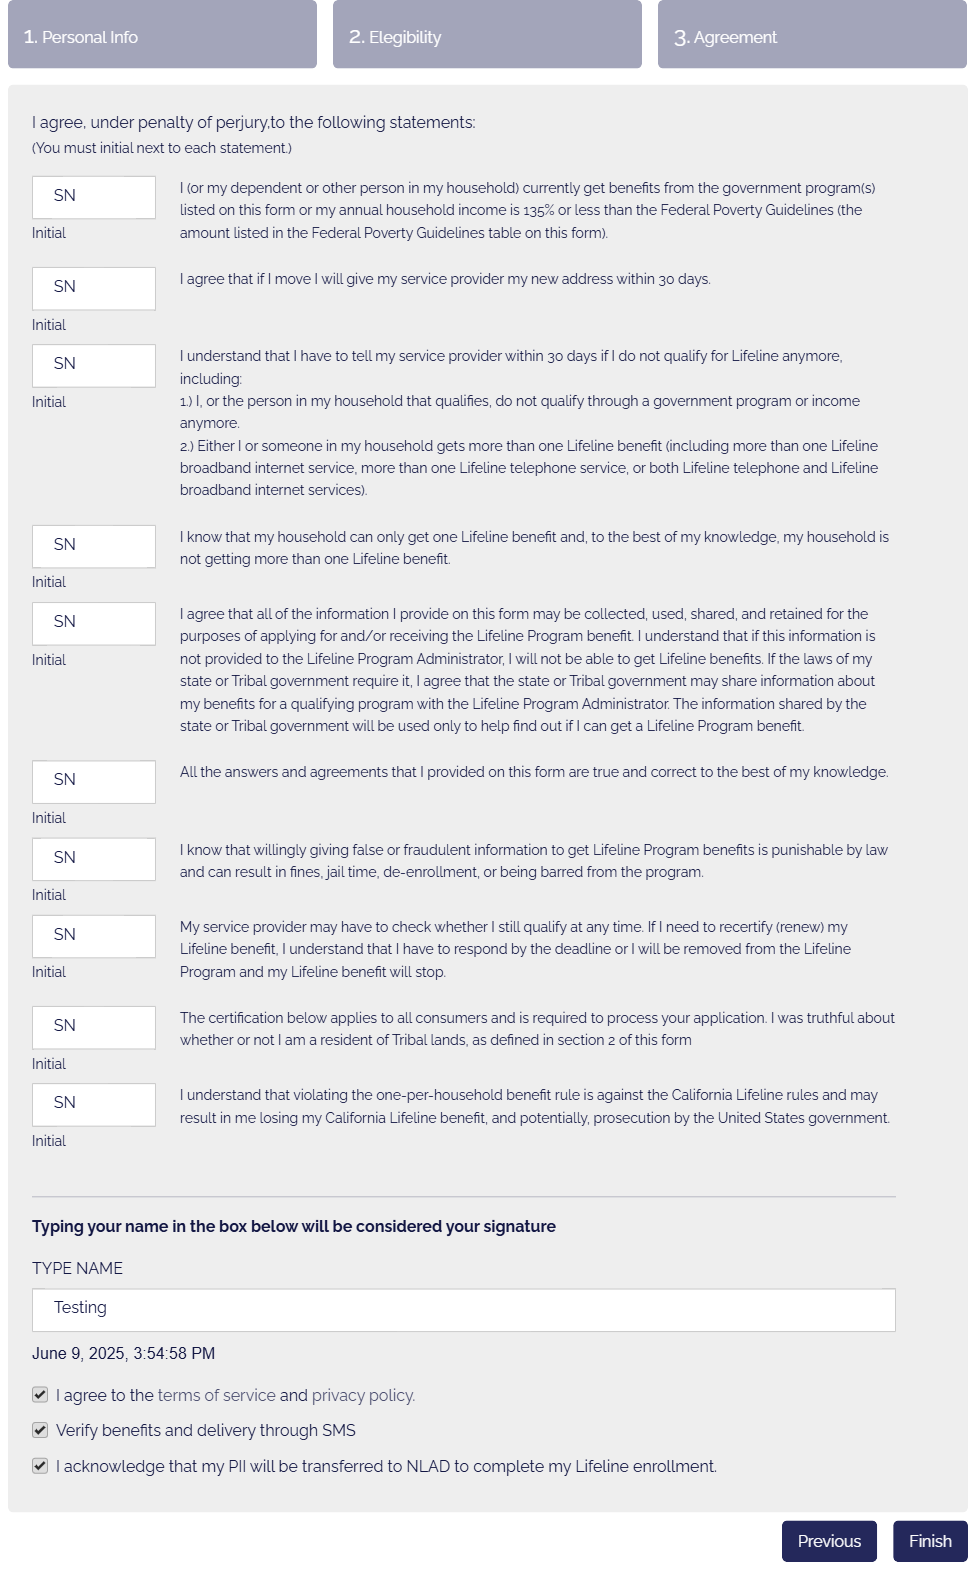 1. Personal Info
2. Elegibility
3. Agreement
I agree, under penalty of perjury,to the following statements:
(You must initial next to each statement.)
SN
Initial
I (or my dependent or other person in my household) currently get benefits from the government program(s)
listed on this form or my annual household income is 135% or less than the Federal Poverty Guidelines (the
amount listed in the Federal Poverty Guidelines table on this form).
SN
Initial
I agree that if I move I will give my service provider my new address within 30 days.
SN
Initial
I understand that I have to tell my service provider within 30 days if I do not qualify for Lifeline anymore,
including:
1.) I, or the person in my household that qualifies, do not qualify through a government program or income
anymore.
2.) Either I or someone in my household gets more than one Lifeline benefit (including more than one Lifeline
broadband internet service, more than one Lifeline telephone service, or both Lifeline telephone and Lifeline
broadband internet services).
SN
Initial
I know that my household can only get one Lifeline benefit and, to the best of my knowledge, my household is
not getting more than one Lifeline benefit.
SN
Initial
I agree that all of the information I provide on this form may be collected, used, shared, and retained for the
purposes of applying for and/or receiving the Lifeline Program benefit. I understand that if this information is
not provided to the Lifeline Program Administrator, I will not be able to get Lifeline benefits. If the laws of my
state or Tribal government require it, I agree that the state or Tribal government may share information about
my benefits for a qualifying program with the Lifeline Program Administrator. The information shared by the
state or Tribal government will be used only to help find out if I can get a Lifeline Program benefit.
SN
Initial
All the answers and agreements that I provided on this form are true and correct to the best of my knowledge.
SN
Initial
I know that willingly giving false or fraudulent information to get Lifeline Program benefits is punishable by law
and can result in fines, jail time, de-enrollment, or being barred from the program.
SN
Initial
My service provider may have to check whether I still qualify at any time. If I need to recertify (renew) my
Lifeline benefit, I understand that I have to respond by the deadline or I will be removed from the Lifeline
Program and my Lifeline benefit will stop.
SN
Initial
The certification below applies to all consumers and is required to process your application. I was truthful about
whether or not I am a resident of Tribal lands, as defined in section 2 of this form
SN
Initial
I understand that violating the one-per-household benefit rule is against the California Lifeline rules and may
result in me losing my California Lifeline benefit, and potentially, prosecution by the United States government.
Typing your name in the box below will be considered your signature
TYPE NAME
Testing
June 9, 2025, 3:54:58 PM
I agree to the terms of service and privacy policy.
Verify benefits and delivery through SMS
I acknowledge that my PII will be transferred to NLAD to complete my Lifeline enrollment.
Previous
Finish